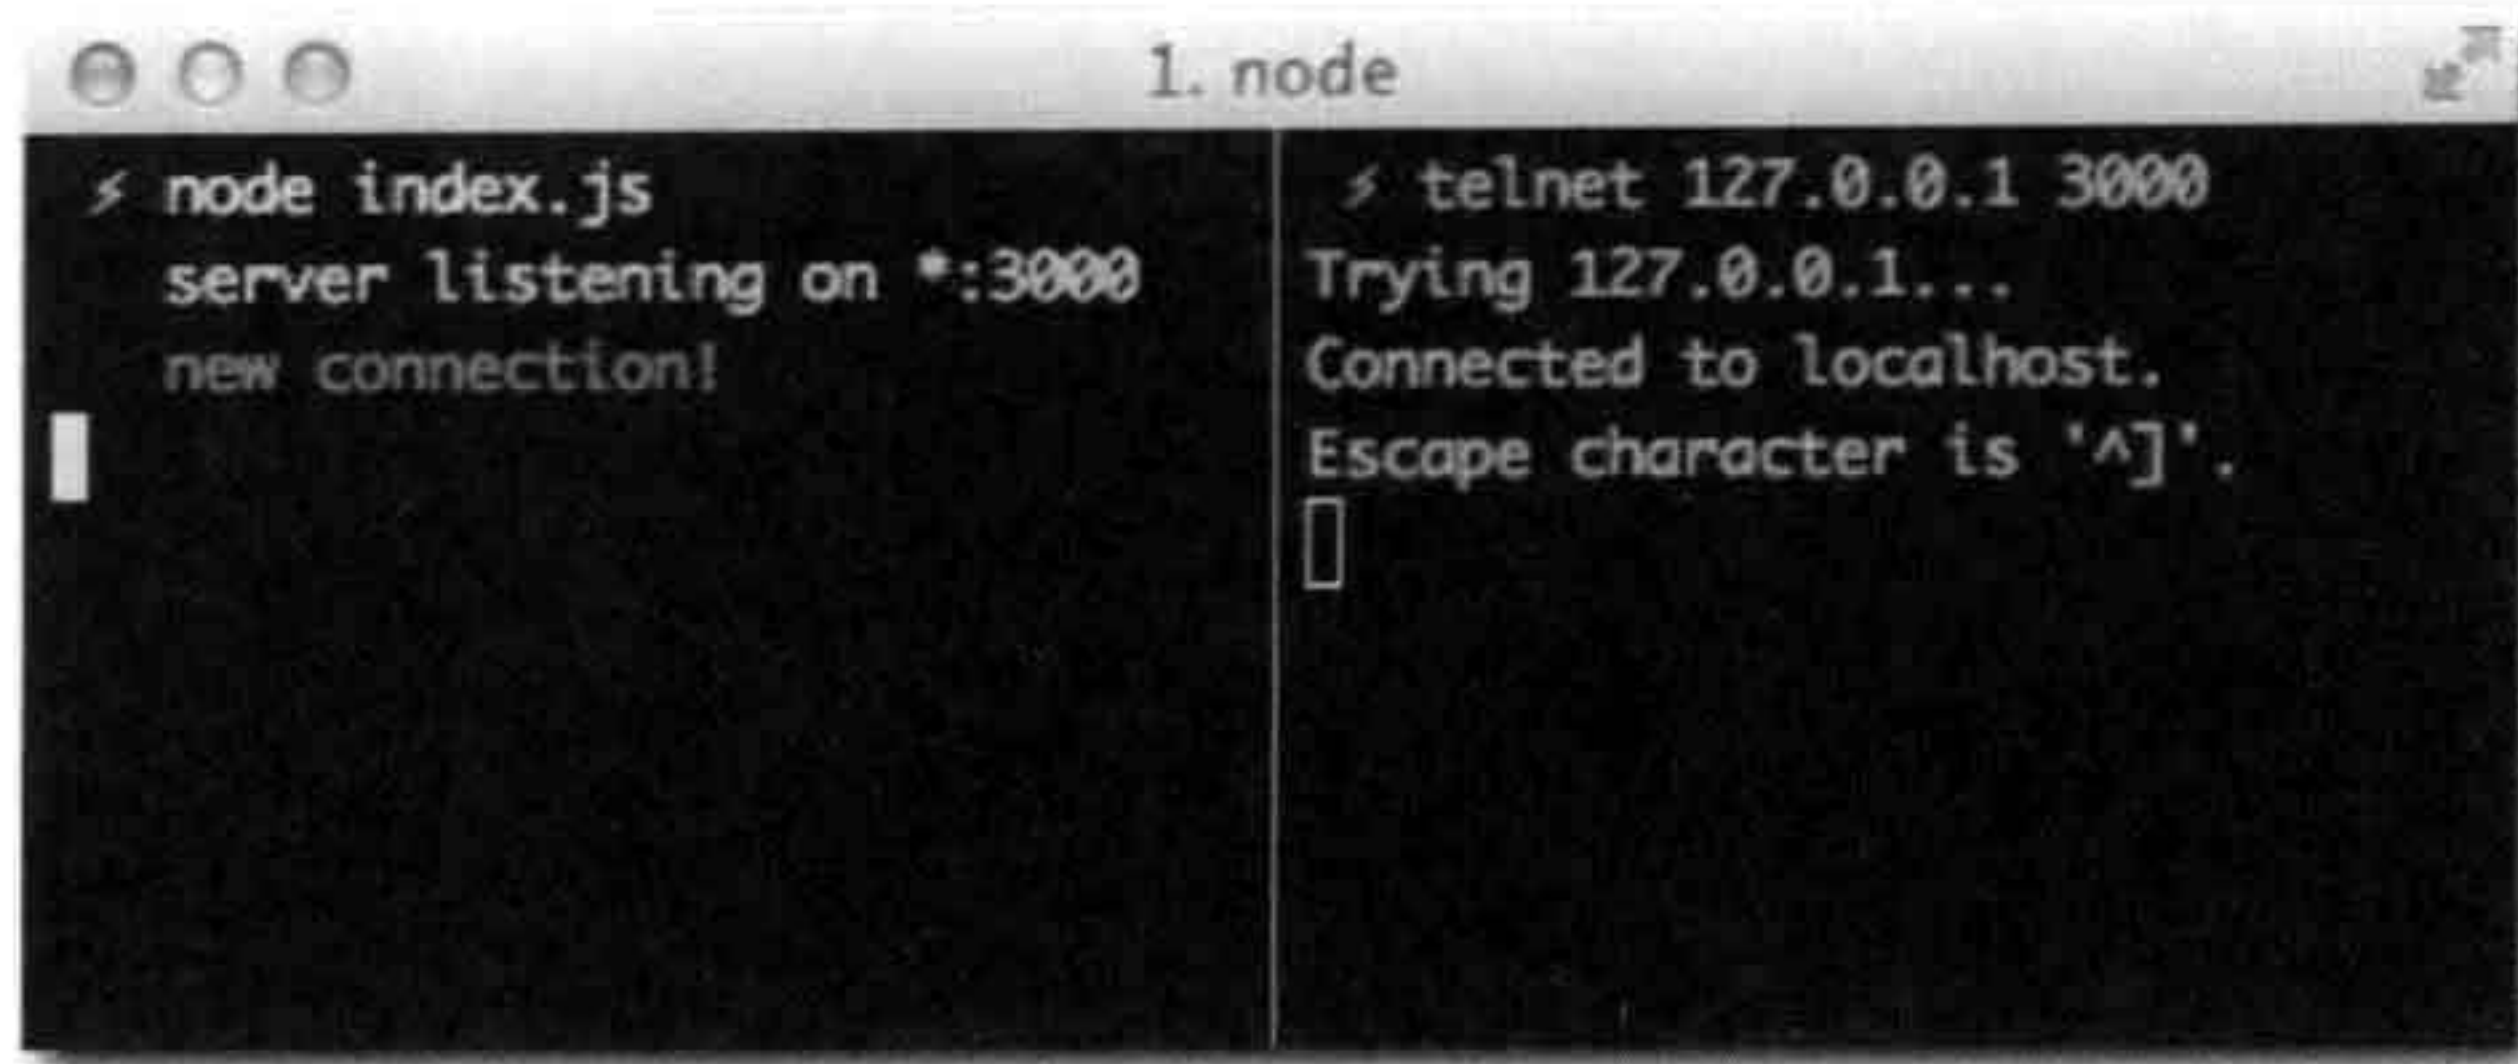 1. node
⚡ node index.js
server listening on *:3000
new connection!
⚡ telnet 127.0.0.1 3000
Trying 127.0.0.1...
Connected to localhost.
Escape character is '^]'.